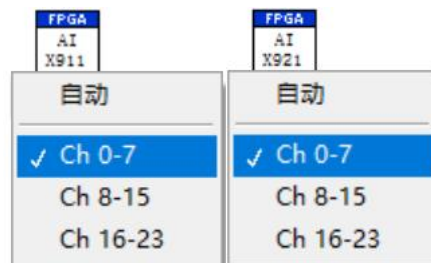 FPGA
AI
X911
自动
✓ Ch 0-7
Ch 8-15
Ch 16-23
FPGA
AI
X921
自动
✓ Ch 0-7
Ch 8-15
Ch 16-23